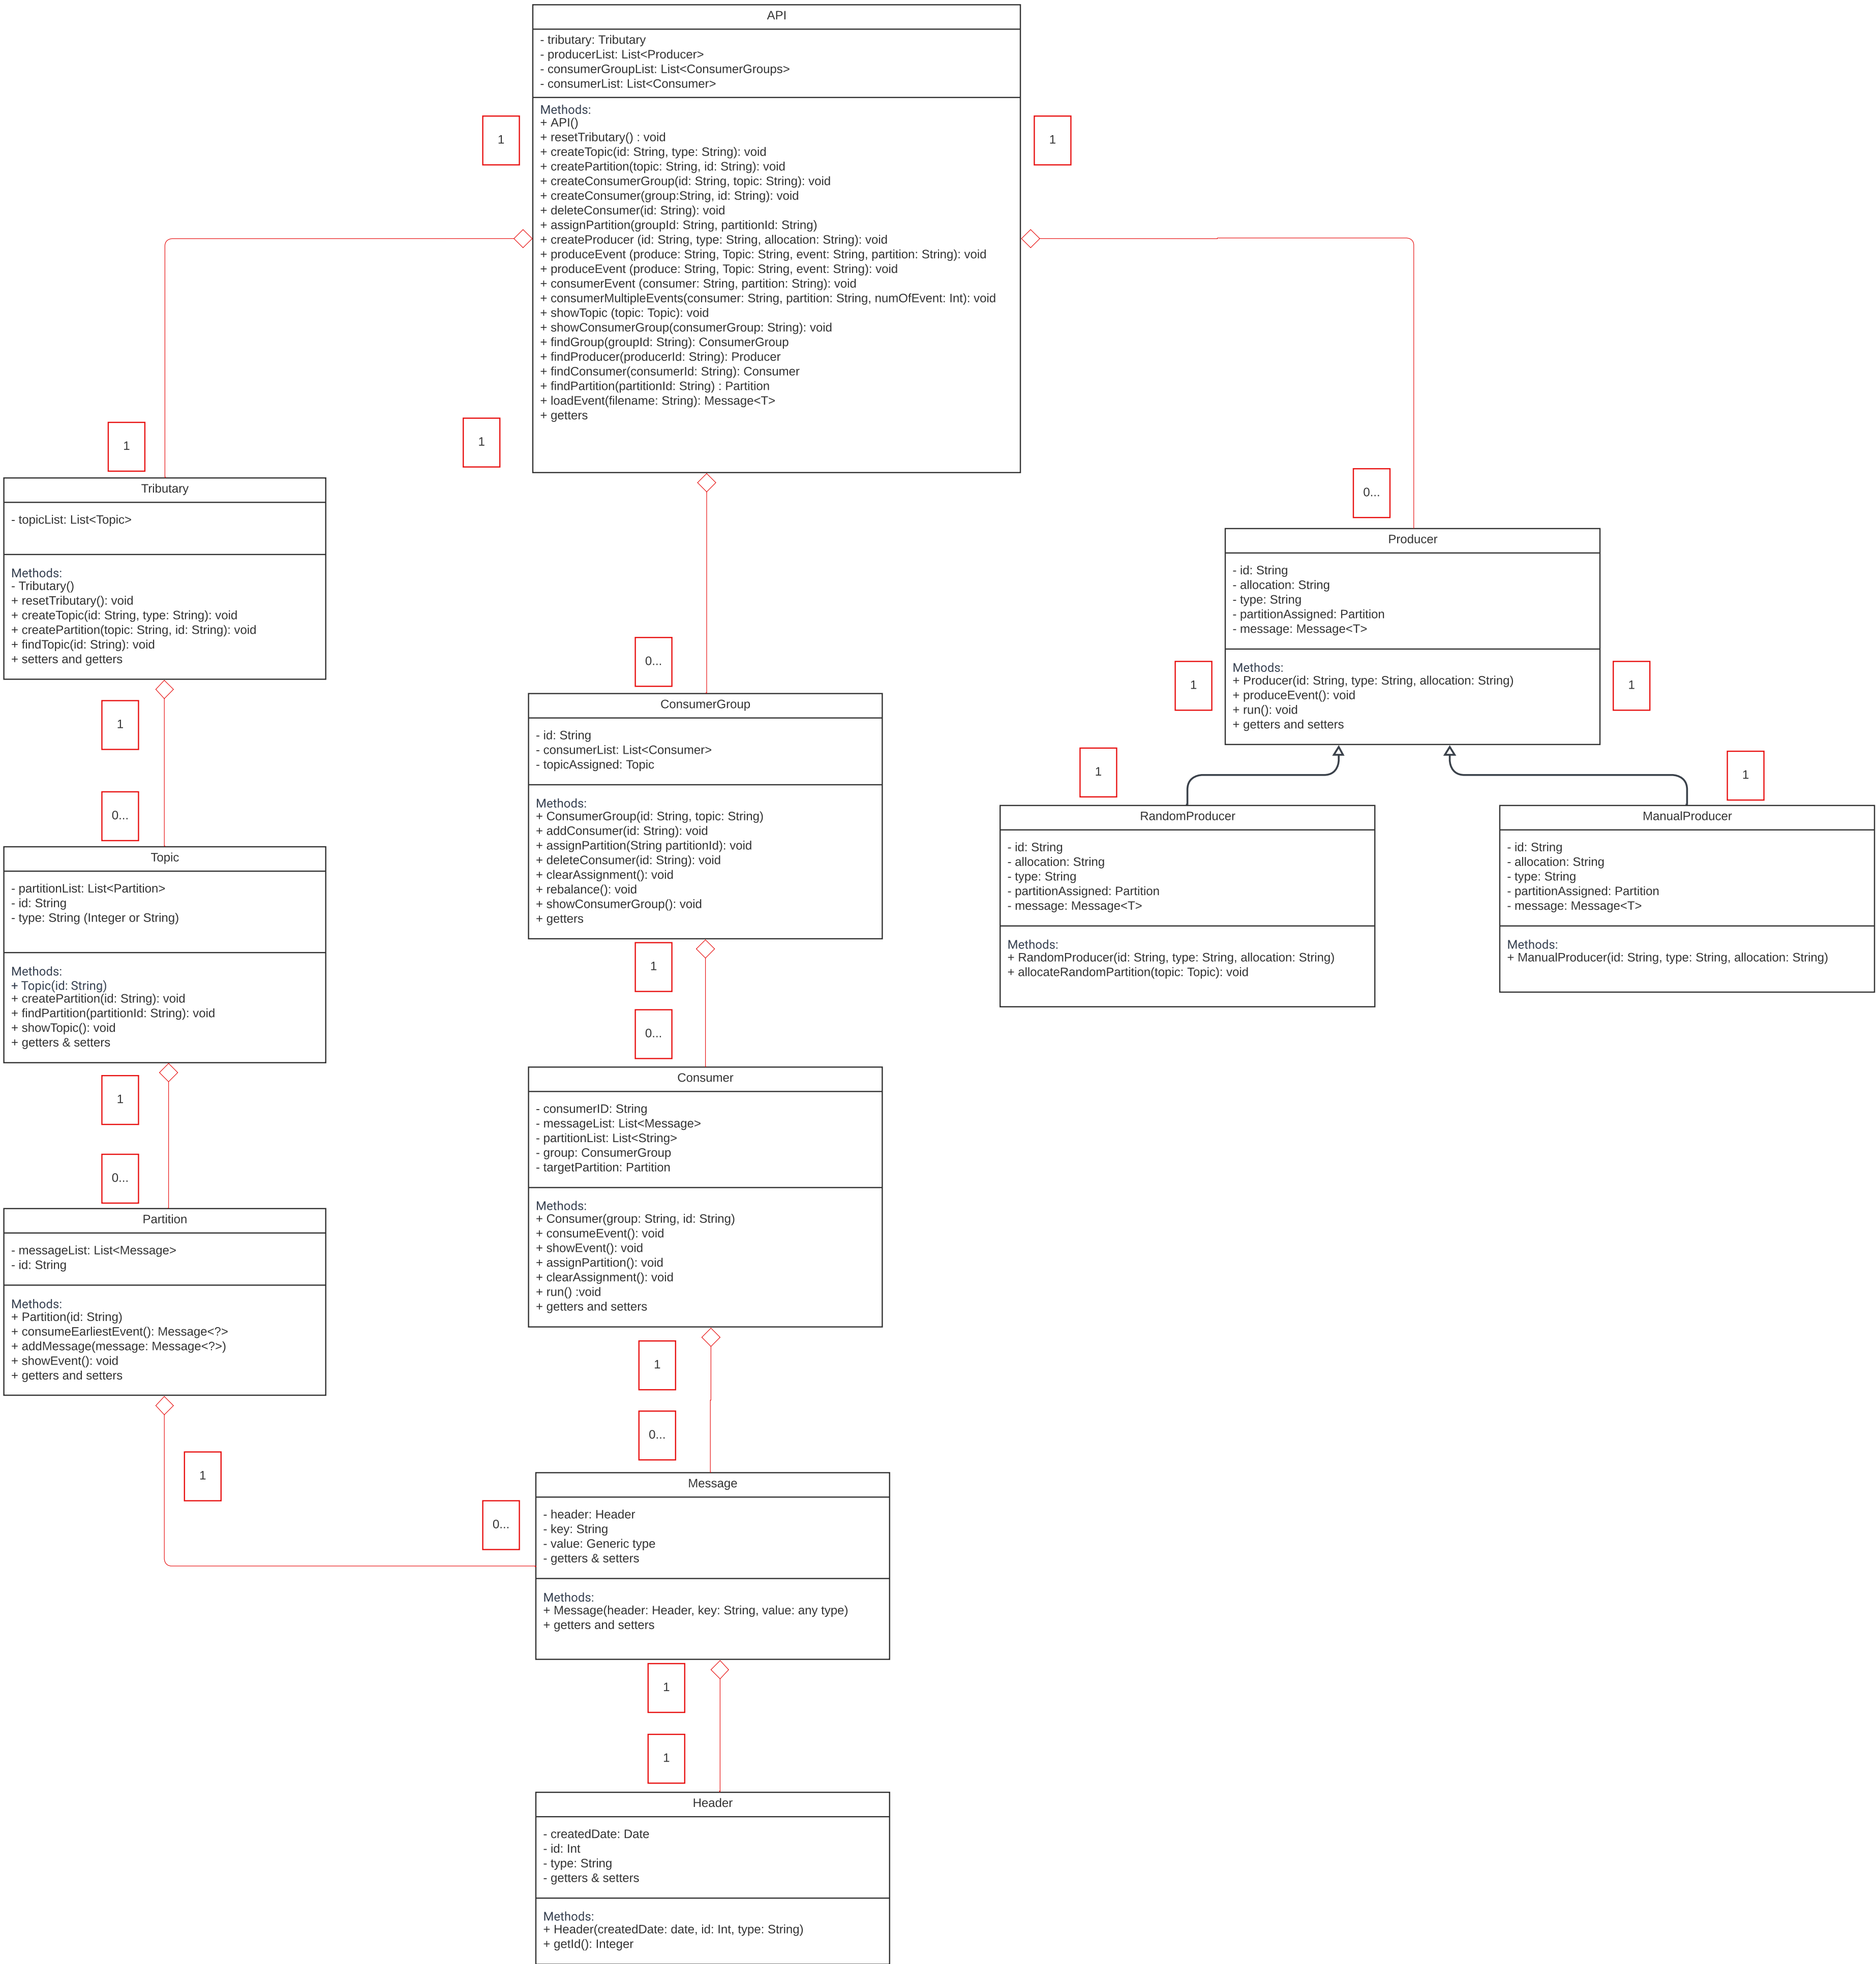 API
- tributary: Tributary
- producerList: List<Producer>
- consumerGroupList: List<ConsumerGroups>
- consumerList: List<Consumer>
Methods:
+ API()
+ resetTributary() : void
+ createTopic(id: String, type: String): void
+ createPartition(topic: String, id: String): void
+ createConsumerGroup(id: String, topic: String): void
+ createConsumer(group:String, id: String): void
+ deleteConsumer(id: String): void
+ assignPartition(groupId: String, partitionId: String)
+ createProducer (id: String, type: String, allocation: String): void
+ produceEvent (produce: String, Topic: String, event: String, partition: String): void
+ produceEvent (produce: String, Topic: String, event: String): void
+ consumerEvent (consumer: String, partition: String): void
+ consumerMultipleEvents(consumer: String, partition: String, numOfEvent: Int): void
+ showTopic (topic: Topic): void
+ showConsumerGroup(consumerGroup: String): void
+ findGroup(groupId: String): ConsumerGroup
+ findProducer(producerId: String): Producer
+ findConsumer(consumerId: String): Consumer
+ findPartition(partitionId: String) : Partition
+ loadEvent(filename: String): Message<T>
+ getters
1
1
1
1
0...
Tributary
- topicList: List<Topic>
Methods:
- Tributary()
+ resetTributary(): void
+ createTopic(id: String, type: String): void
+ createPartition(topic: String, id: String): void
+ findTopic(id: String): void
+ setters and getters
1
0...
Topic
- partitionList: List<Partition>
- id: String
- type: String (Integer or String)
Methods:
+ Topic(id: String)
+ createPartition(id: String): void
+ findPartition(partitionId: String): void
+ showTopic(): void
+ getters & setters
1
0...
Partition
- messageList: List<Message>
- id: String
Methods:
+ Partition(id: String)
+ consumeEarliestEvent(): Message<?>
+ addMessage(message: Message<?>)
+ showEvent(): void
+ getters and setters
1
0...
0...
ConsumerGroup
- id: String
- consumerList: List<Consumer>
- topicAssigned: Topic
Methods:
+ ConsumerGroup(id: String, topic: String)
+ addConsumer(id: String): void
+ assignPartition(String partitionId): void
+ deleteConsumer(id: String): void
+ clearAssignment(): void
+ rebalance(): void
+ showConsumerGroup(): void
+ getters
1
0...
Consumer
- consumerID: String
- messageList: List<Message>
- partitionList: List<String>
- group: ConsumerGroup
- targetPartition: Partition
Methods:
+ Consumer(group: String, id: String)
+ consumeEvent(): void
+ showEvent(): void
+ assignPartition(): void
+ clearAssignment(): void
+ run() :void
+ getters and setters
1
0...
Message
- header: Header
- key: String
- value: Generic type
- getters & setters
Methods:
+ Message(header: Header, key: String, value: any type)
+ getters and setters
1
1
Header
- createdDate: Date
- id: Int
- type: String
- getters & setters
Methods:
+ Header(createdDate: date, id: Int, type: String)
+ getId(): Integer
Producer
- id: String
- allocation: String
- type: String
- partitionAssigned: Partition
- message: Message<T>
Methods:
+ Producer(id: String, type: String, allocation: String)
+ produceEvent(): void
+ run(): void
+ getters and setters
1
1
1
1
RandomProducer
- id: String
- allocation: String
- type: String
- partitionAssigned: Partition
- message: Message<T>
Methods:
+ RandomProducer(id: String, type: String, allocation: String)
+ allocateRandomPartition(topic: Topic): void
ManualProducer
- id: String
- allocation: String
- type: String
- partitionAssigned: Partition
- message: Message<T>
Methods:
+ ManualProducer(id: String, type: String, allocation: String)